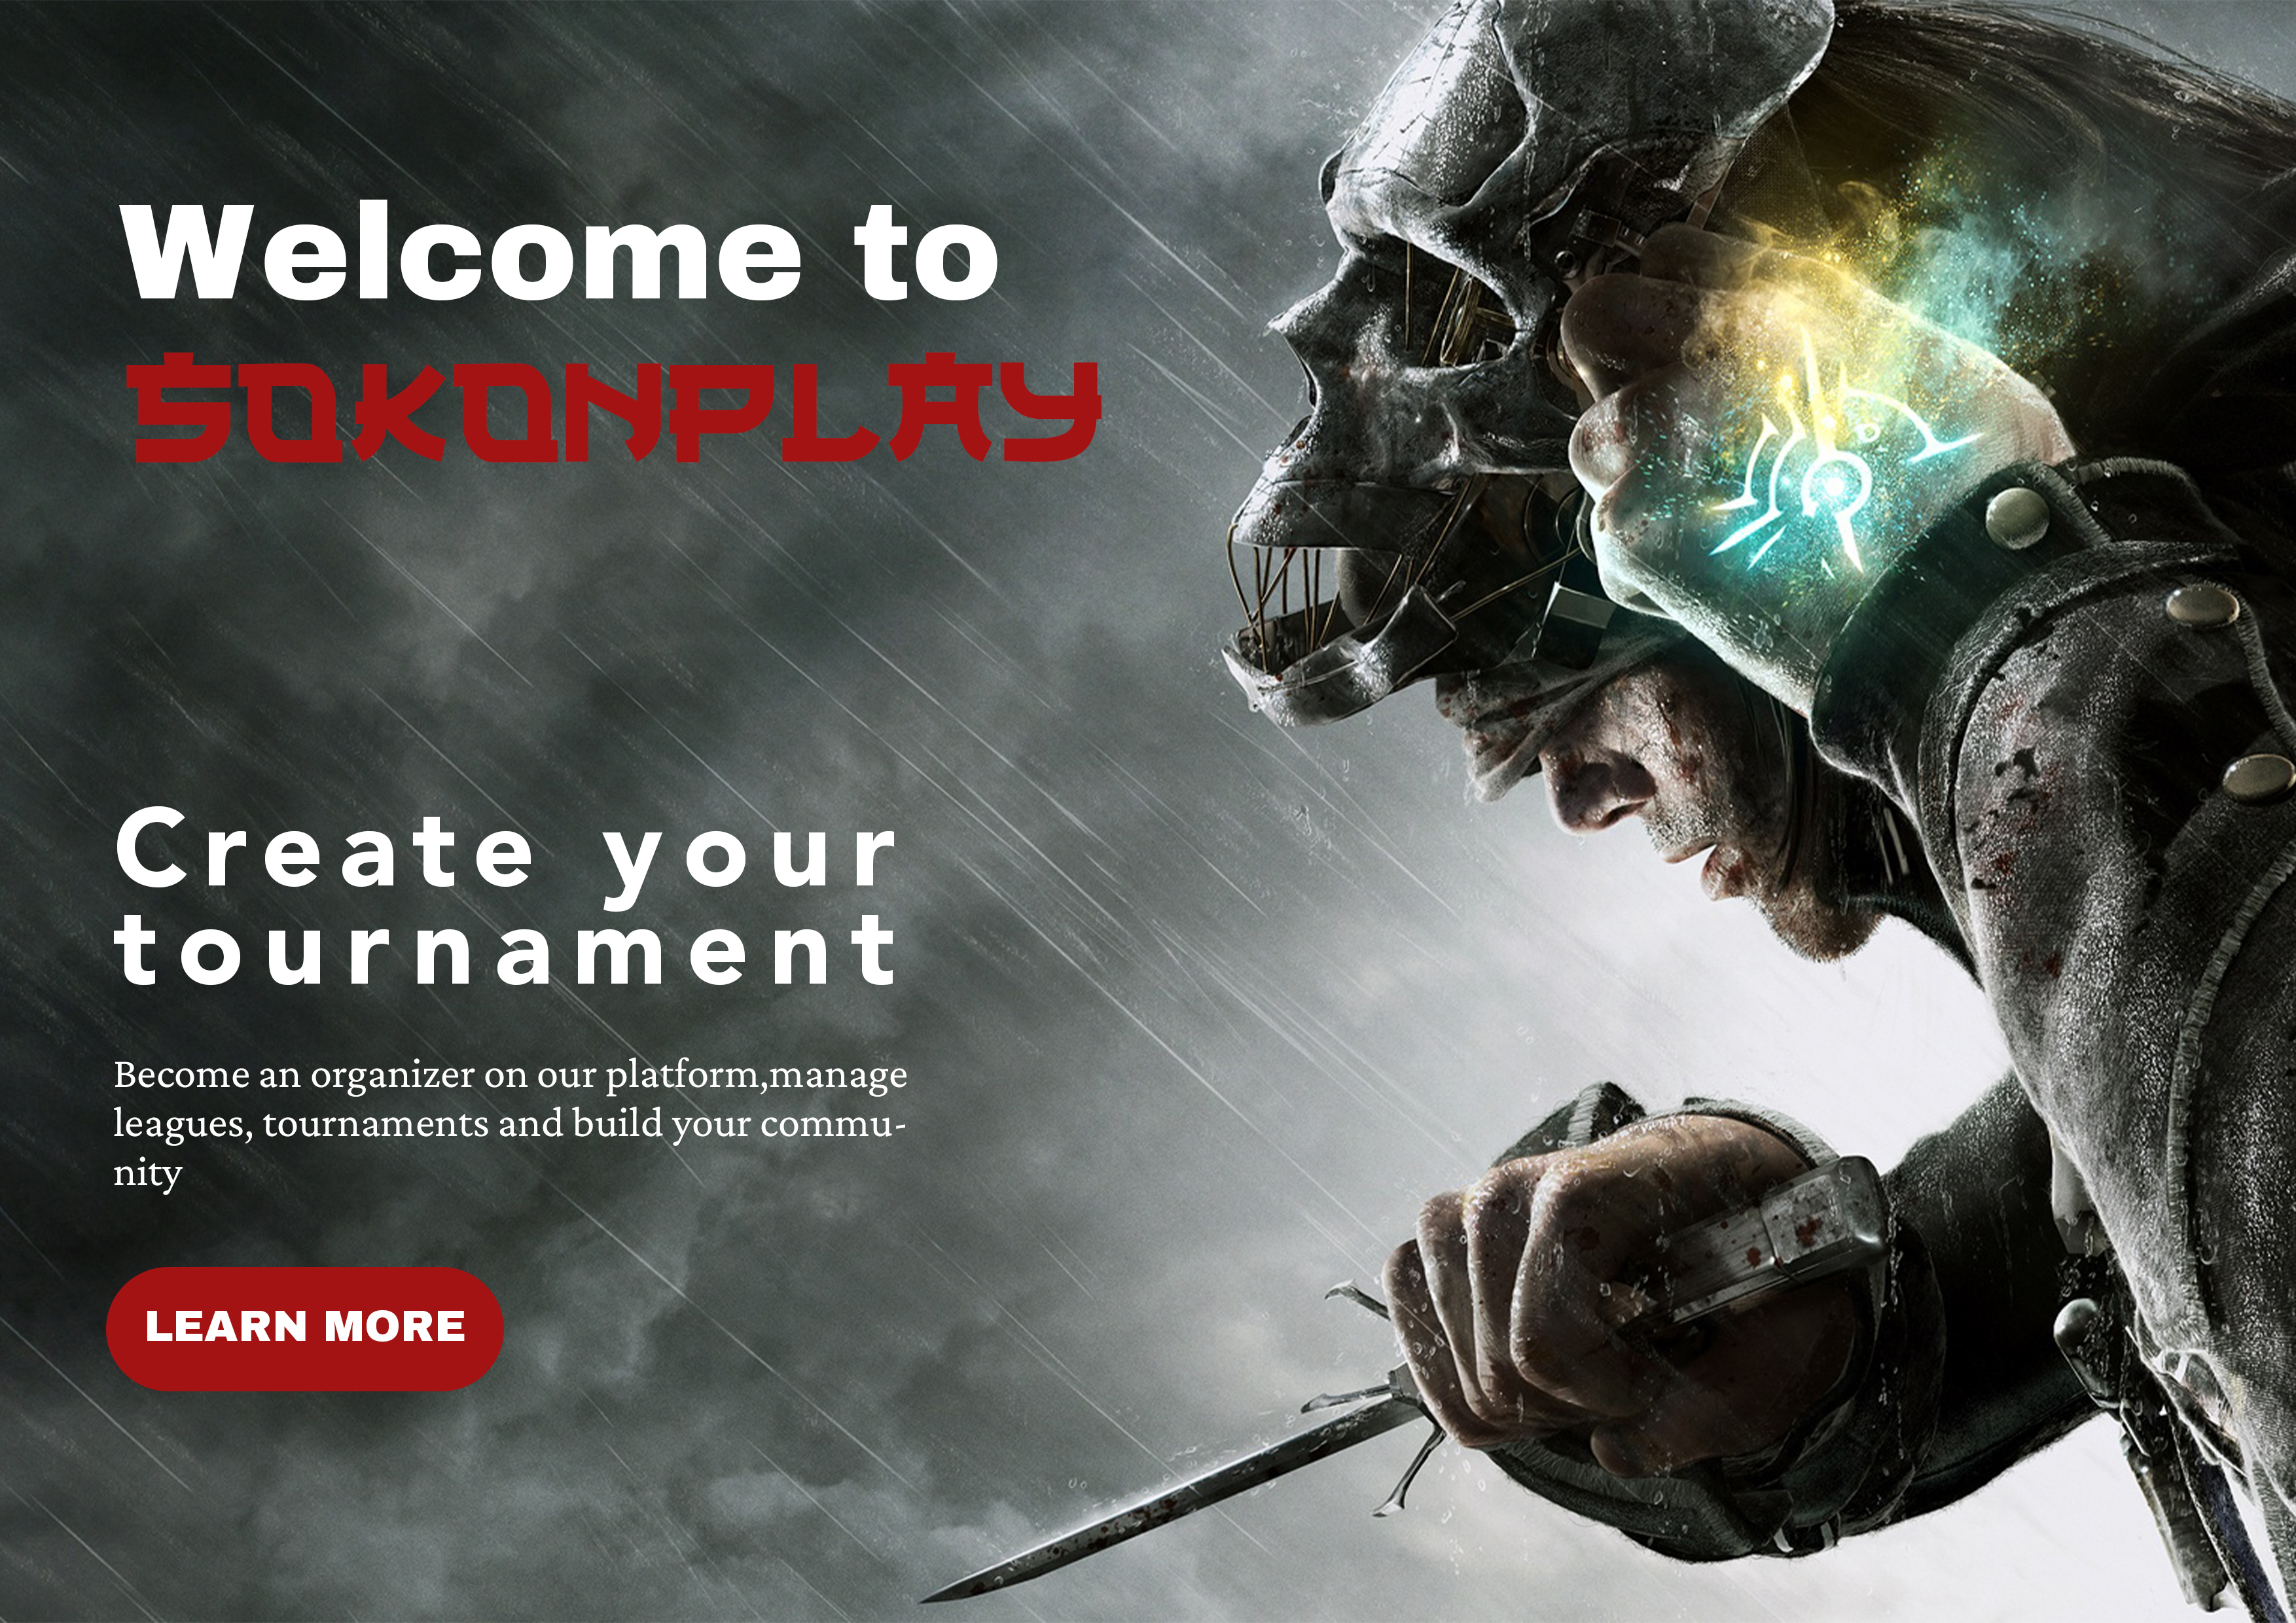 Welcome to
SOKONPLAY
Create your
tournament
Become an organizer on our platform,manage
leagues, tournaments and build your commu-
nity
LEARN MORE